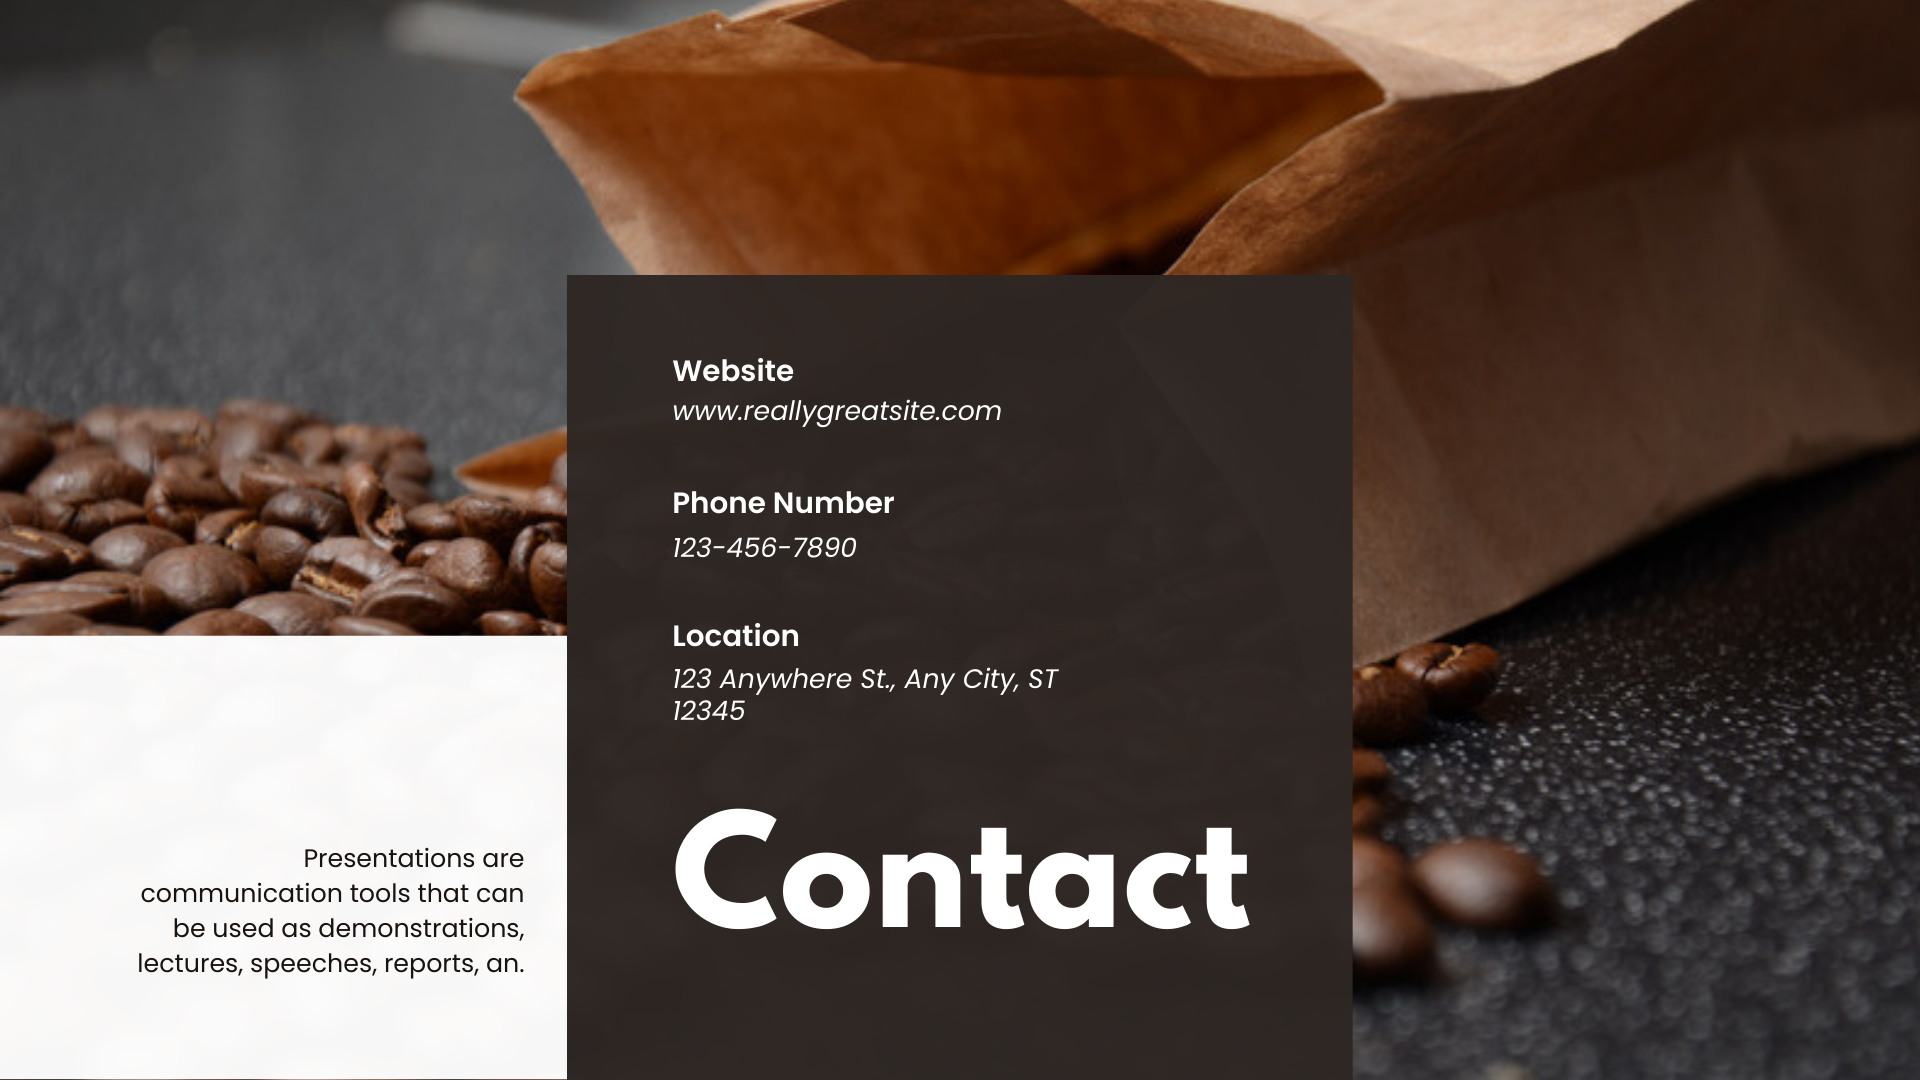 Website
www.reallygreatsite.com
Phone Number
123-456-7890
Location
123 Anywhere St., Any City, ST
12345
Contact
Presentations are
communication tools that can
be used as demonstrations,
lectures, speeches, reports, an.